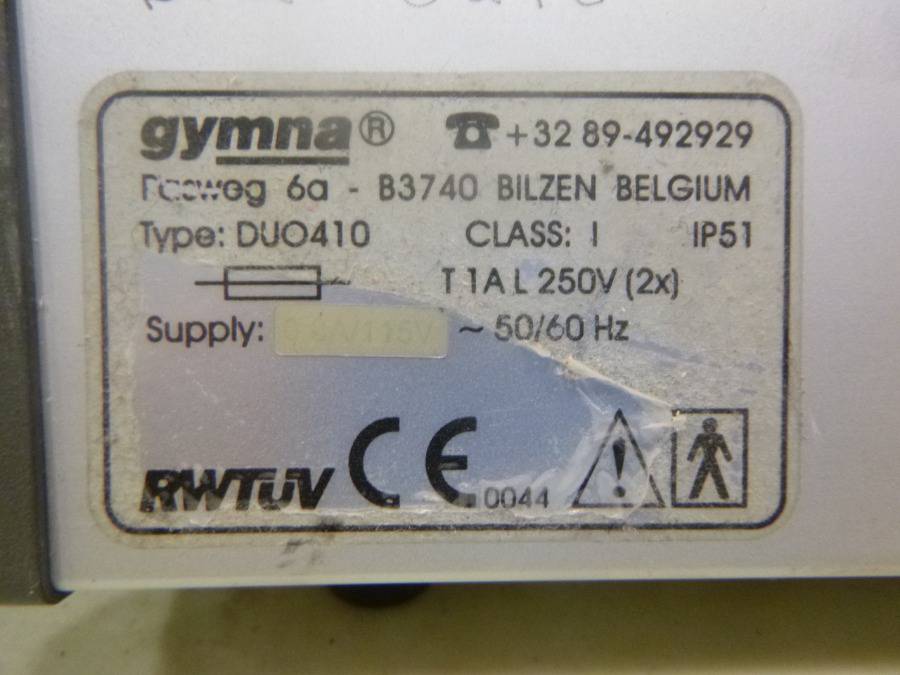 gymna® ☎ +32 89-492929
6a - B3740 BILZEN BELGIUM
Type: DUO410 CLASS: I IP51
T 1A L 250V (2x)
Supply: /115V ~ 50/60 Hz
RWTÜV CE 0044